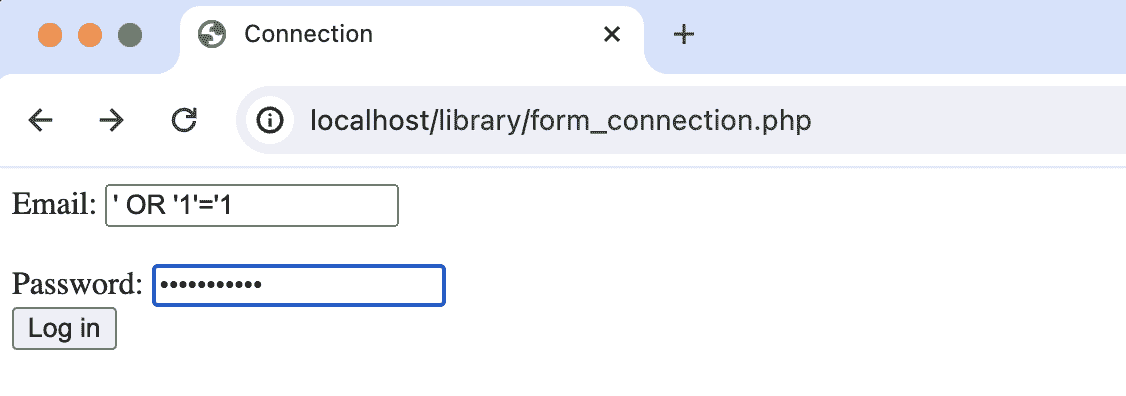 Connection
localhost/library/form_connection.php
Email: ' OR '1'='1
Password: •••••••••••
Log in